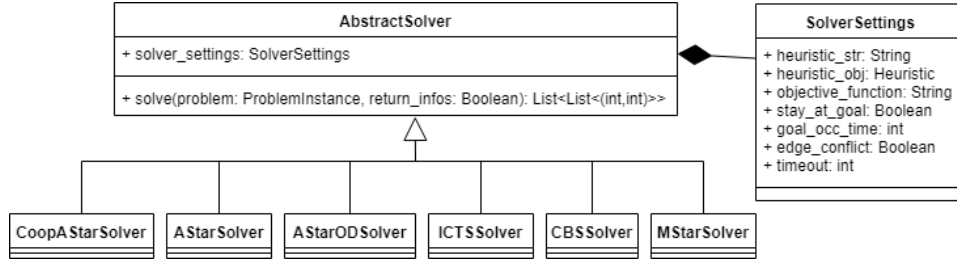 AbstractSolver
+ solver_settings: SolverSettings
+ solve(problem: ProblemInstance, return_infos: Boolean): List<List<(int,int)>>
SolverSettings
+ heuristic_str: String
+ heuristic_obj: Heuristic
+ objective_function: String
+ stay_at_goal: Boolean
+ goal_occ_time: int
+ edge_conflict: Boolean
+ timeout: int
CoopAStarSolver
AStarSolver
AStarODSolver
ICTSSolver
CBSSolver
MStarSolver